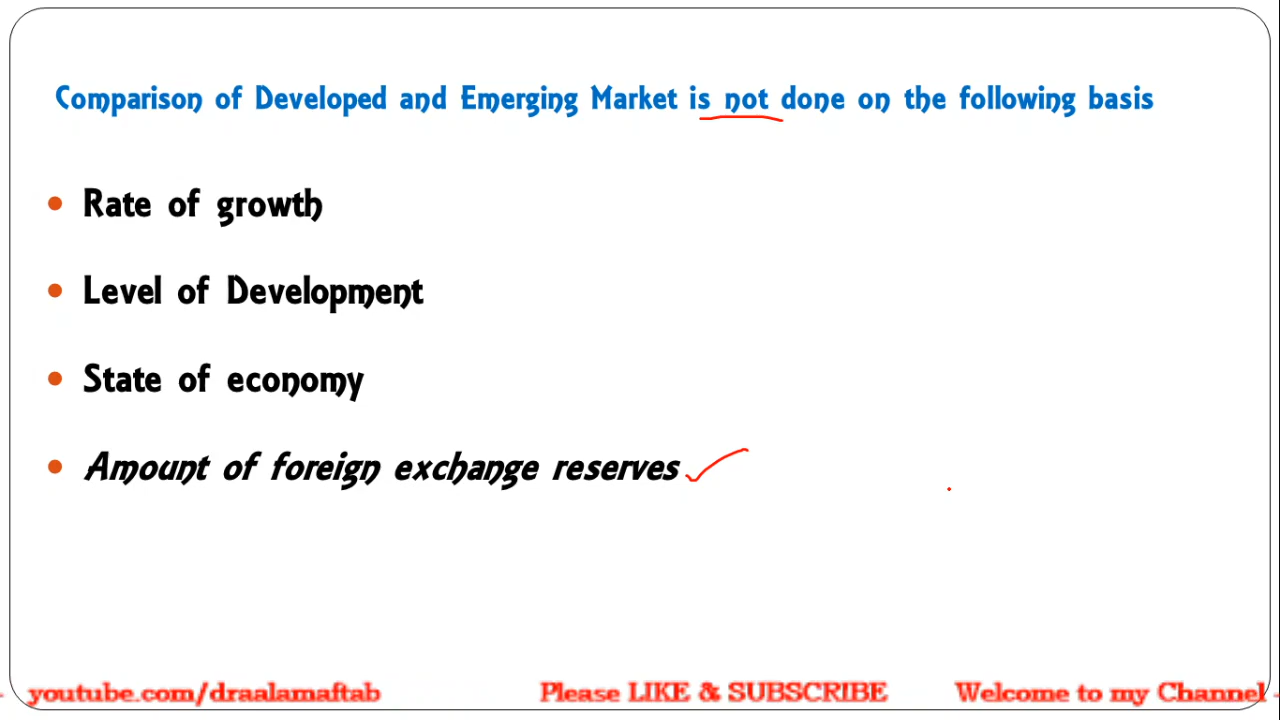 Comparison of Developed and Emerging Market is not done on the following basis
• Rate of growth
• Level of Development
• State of economy
• Amount of foreign exchange reserves
youtube.com/draalamaftab Please LIKE & SUBSCRIBE Welcome to my Channel -